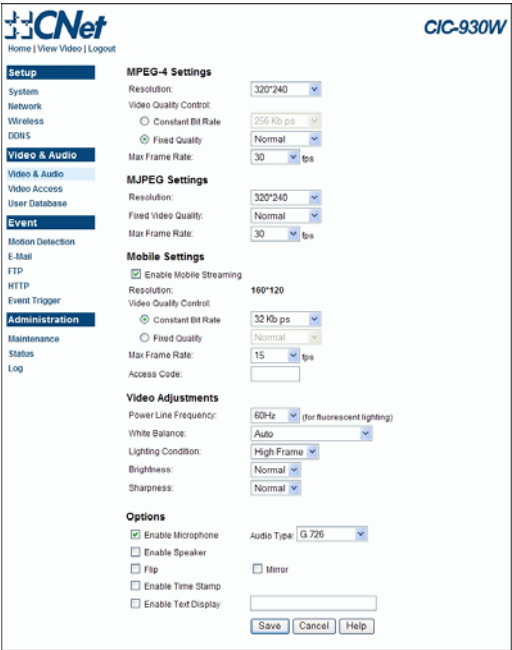 CNet
CIC-930W
Home | View Video | Logout
Setup
System
Network
Wireless
DDNS
Video & Audio
Video & Audio
Video Access
User Database
Event
Motion Detection
E-Mail
FTP
HTTP
Event Trigger
Administration
Maintenance
Status
Log
MPEG-4 Settings
Resolution: 320*240
Video Quality Control:
Constant Bit Rate 256 Kb ps
Fixed Quality Normal
Max Frame Rate: 30 fps
MJPEG Settings
Resolution: 320*240
Fixed Video Quality: Normal
Max Frame Rate: 30 fps
Mobile Settings
Enable Mobile Streaming
Resolution: 160*120
Video Quality Control:
Constant Bit Rate 32 Kb ps
Fixed Quality Normal
Max Frame Rate: 15 fps
Access Code:
Video Adjustments
Power Line Frequency: 60Hz (for fluorescent lighting)
White Balance: Auto
Lighting Condition: High Frame
Brightness: Normal
Sharpness: Normal
Options
Enable Microphone Audio Type: G.726
Enable Speaker
Flip Mirror
Enable Time Stamp
Enable Text Display
Save Cancel Help